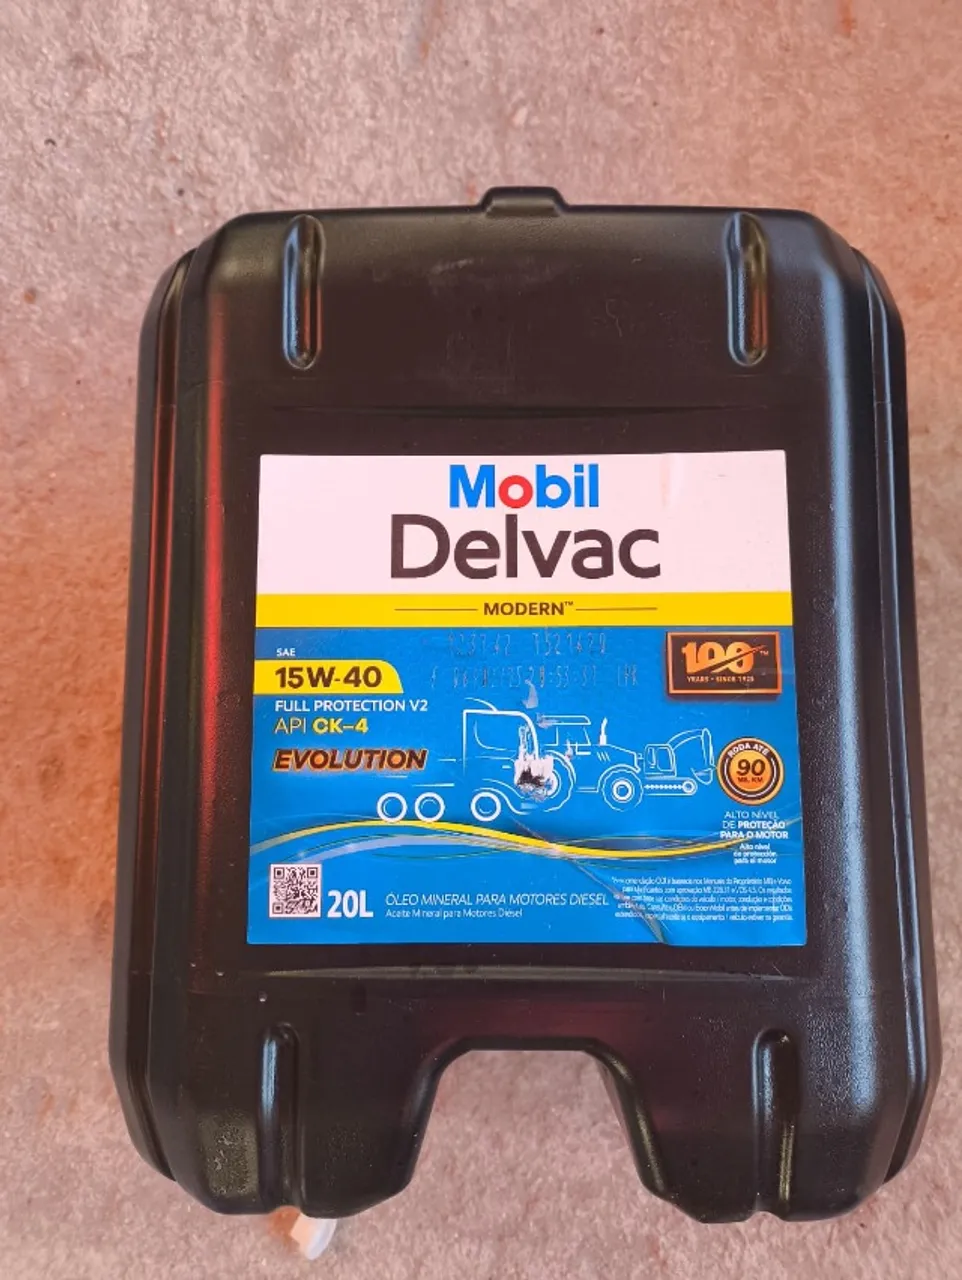 Mobil
Delvac
MODERN™
SAE
15W-40
FULL PROTECTION V2
API CK-4
EVOLUTION
100™
YEARS - SINCE 1925
RODA ATÉ
90
MIL KM
ALTO NÍVEL
DE PROTEÇÃO
PARA O MOTOR
Alto nivel
de protección
para el motor
20L
ÓLEO MINERAL PARA MOTORES DIESEL
Aceite Mineral para Motores Diésel